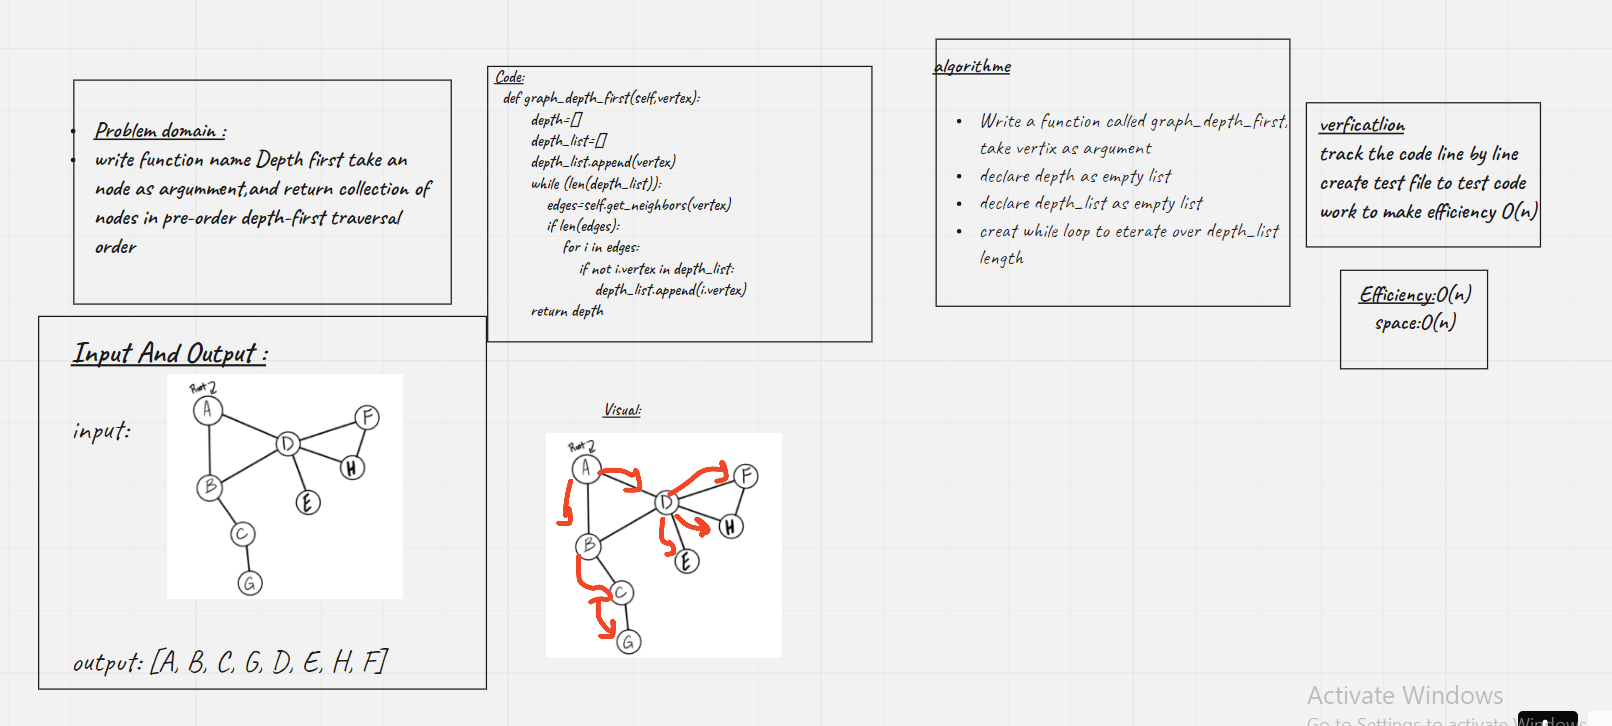 Problem domain :
write function name Depth first take an
node as argumment,and return collection of
nodes in pre-order depth-first traversal
order
Input And Output :
input:
Root
A
F
D
H
B
E
C
G
output: [A, B, C, G, D, E, H, F]
Code:
def graph_depth_first(self,vertex):
depth=[]
depth_list=[]
depth_list.append(vertex)
while (len(depth_list)):
edges=self.get_neighbors(vertex)
if len(edges):
for i in edges:
if not i.vertex in depth_list:
depth_list.append(i.vertex)
return depth
Visual:
Root
A
F
D
H
B
E
C
G
algorithme
Write a function called graph_depth_first,
take vertix as argument
declare depth as empty list
declare depth_list as empty list
creat while loop to eterate over depth_list
length
verficatlion
track the code line by line
create test file to test code
work to make efficiency O(n)
Efficiency:O(n)
space:O(n)
Activate Windows
Go to Settings to activate Windows